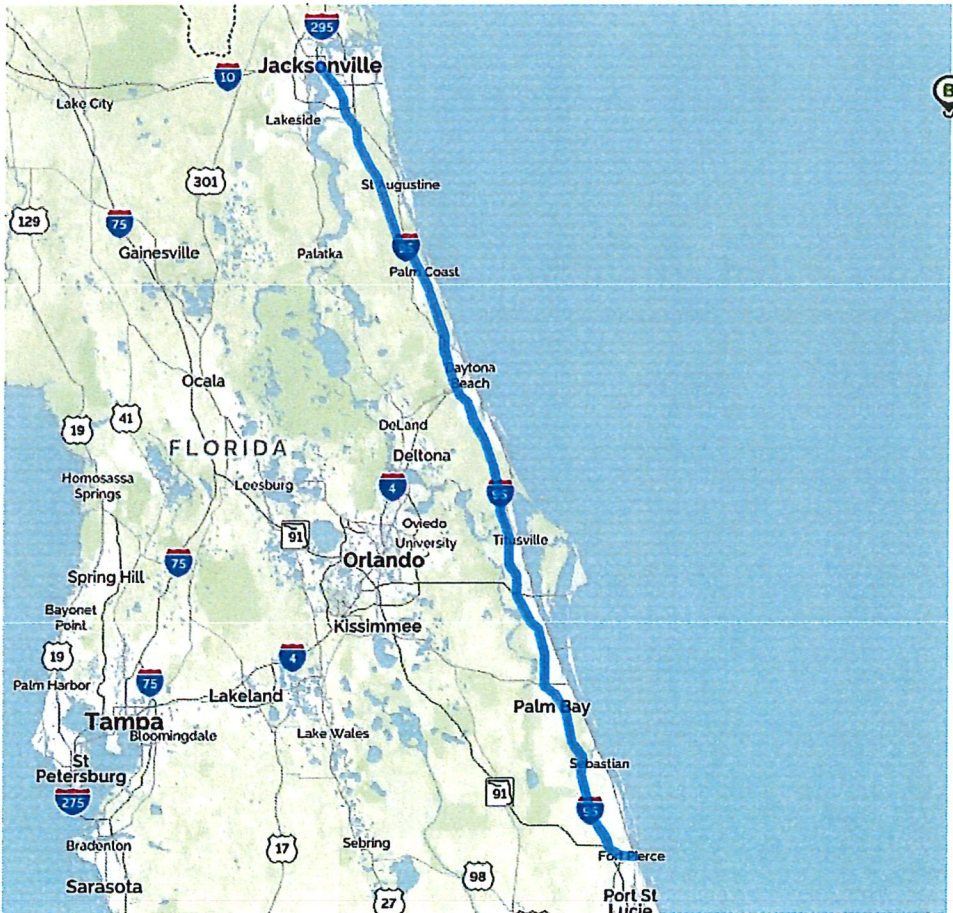 295
Jacksonville
10
Lake City
B
Lakeside
301
St Augustine
129
75
Gainesville
Palatka
95
Palm Coast
Daytona
Beach
Ocala
19
41
DeLand
FLORIDA
Deltona
Homosassa
Springs
Leesburg
4
95
Oviedo
University
91
Titusville
Orlando
75
Spring Hill
Bayonet
Point
Kissimmee
19
4
Palm Harbor
75
Lakeland
Palm Bay
Tampa
Bloomingdale
Lake Wales
St
Petersburg
Sebastian
275
91
95
Bradenton
17
Sebring
Fort Pierce
Sarasota
98
27
Port St
Lucie